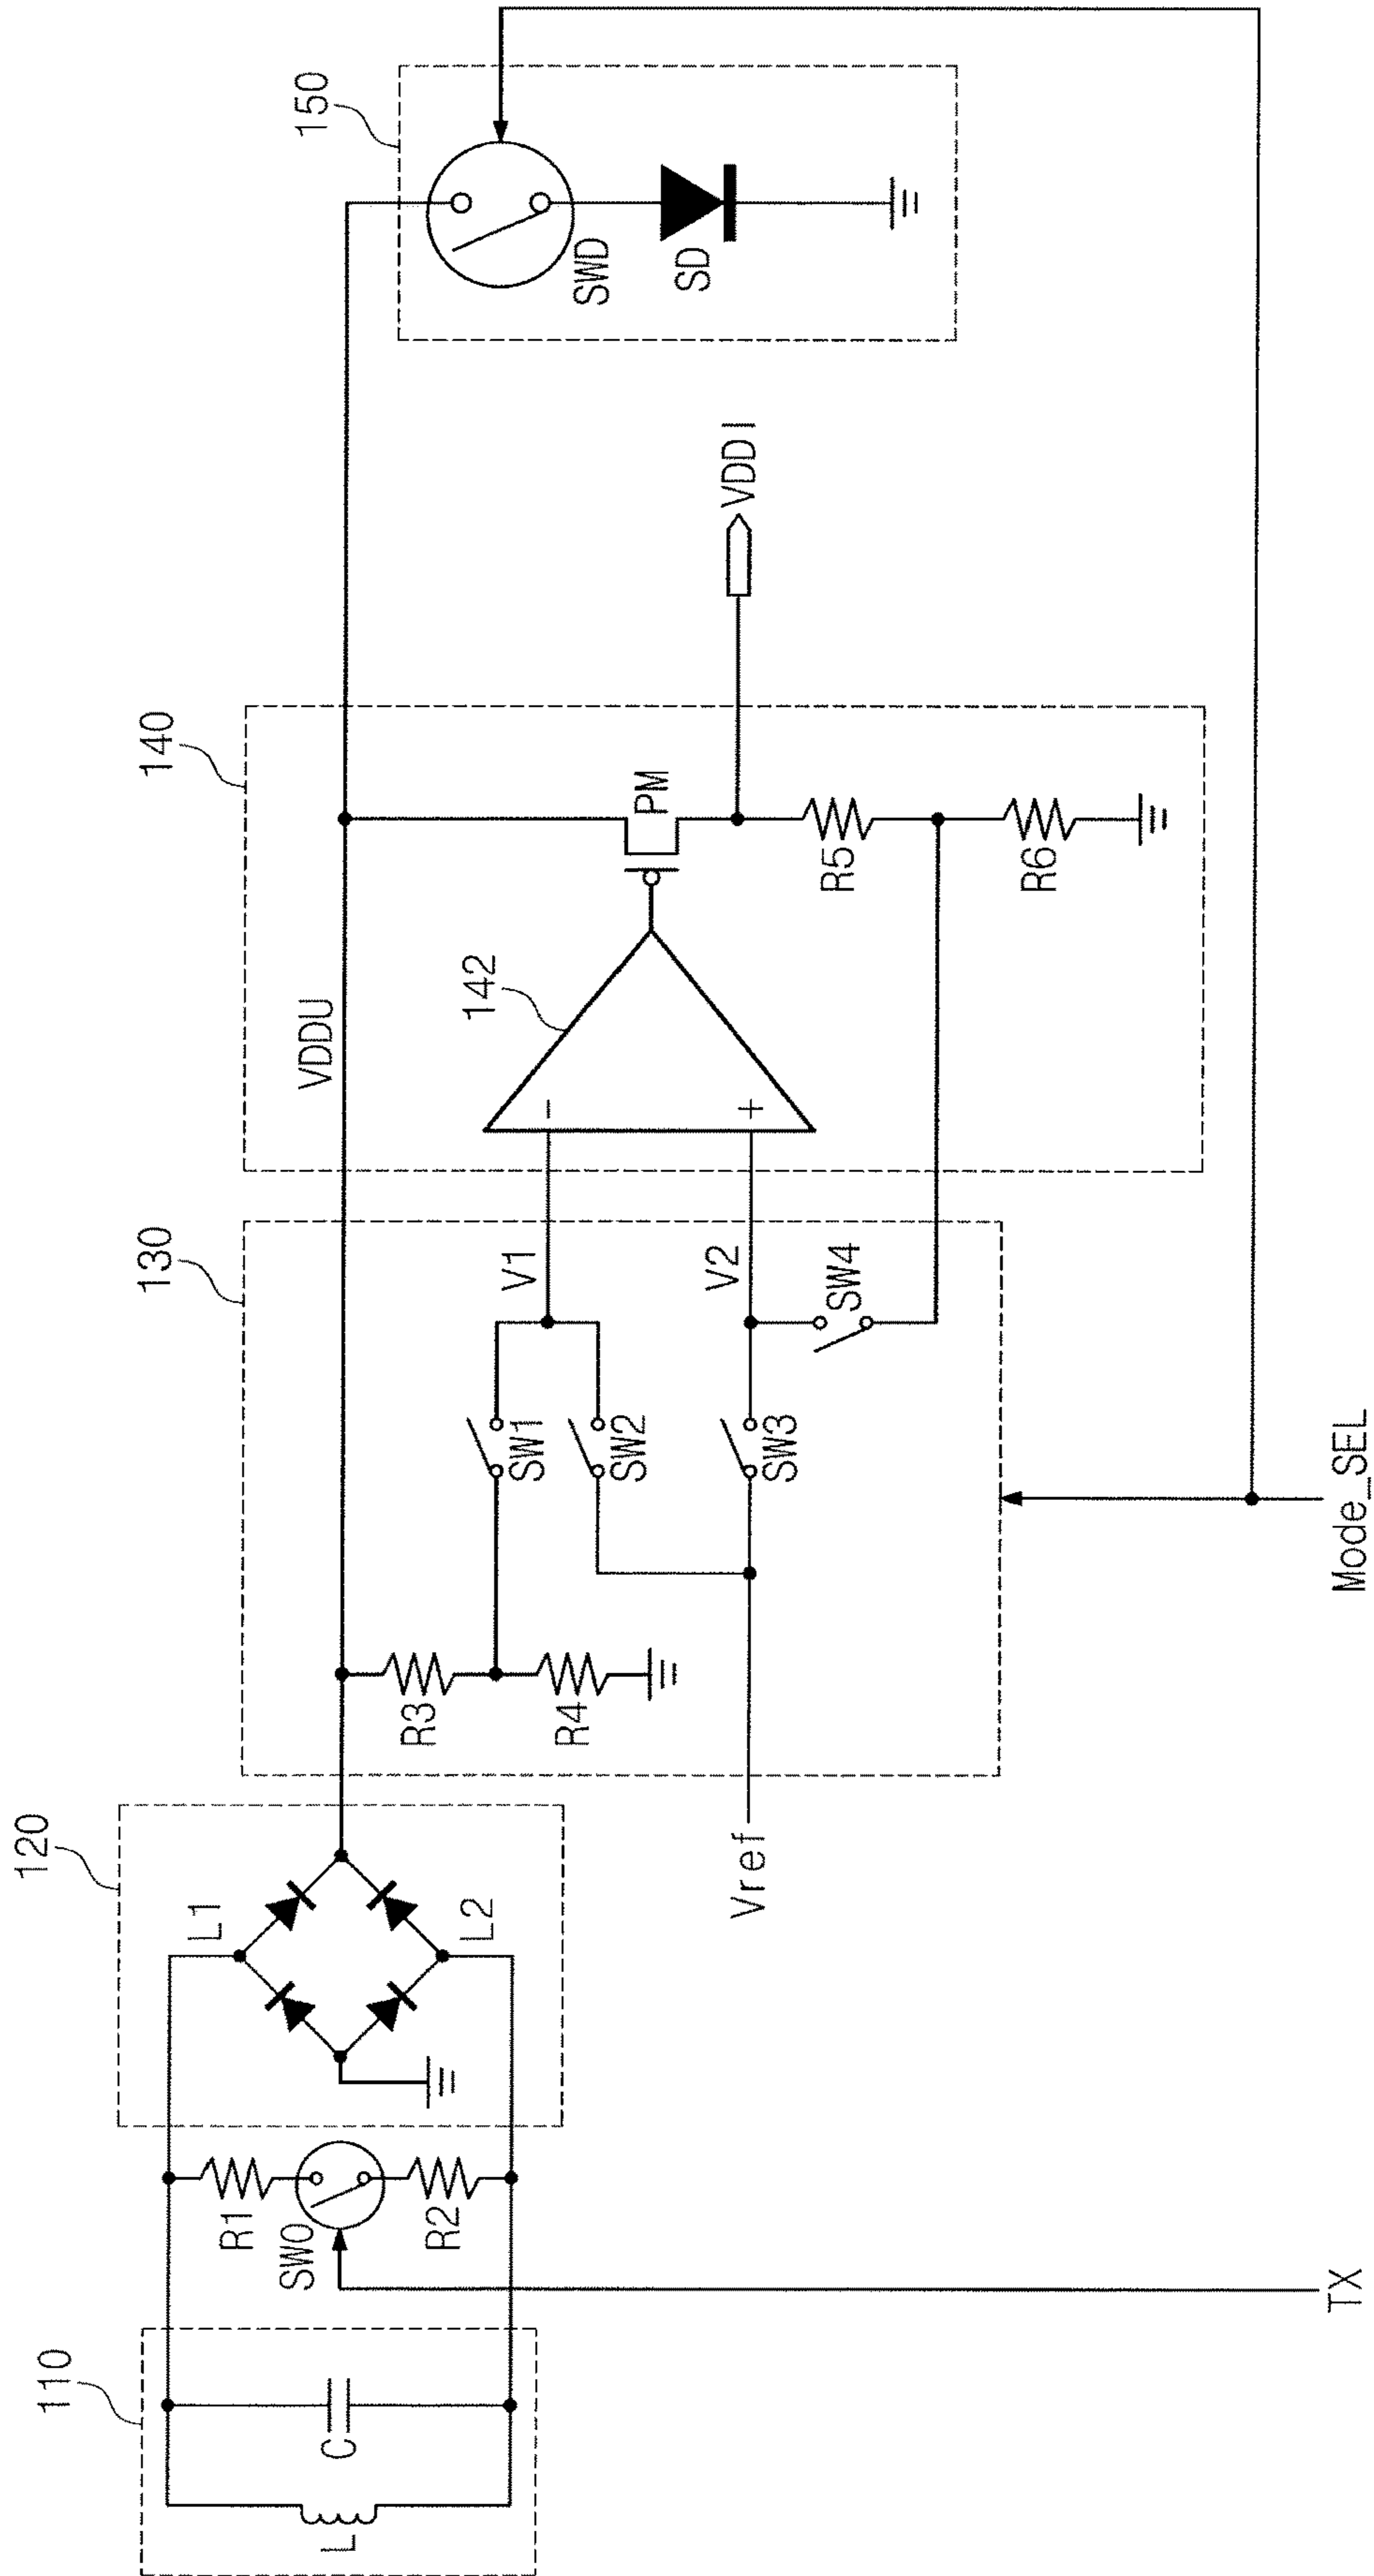 110
L
C
R1
SW0
R2
TX
120
L1
L2
130
R3
R4
Vref
SW1
SW2
SW3
SW4
V1
V2
Mode_SEL
140
VDDU
142
-
+
PM
R5
R6
VDDI
150
SWD
SD